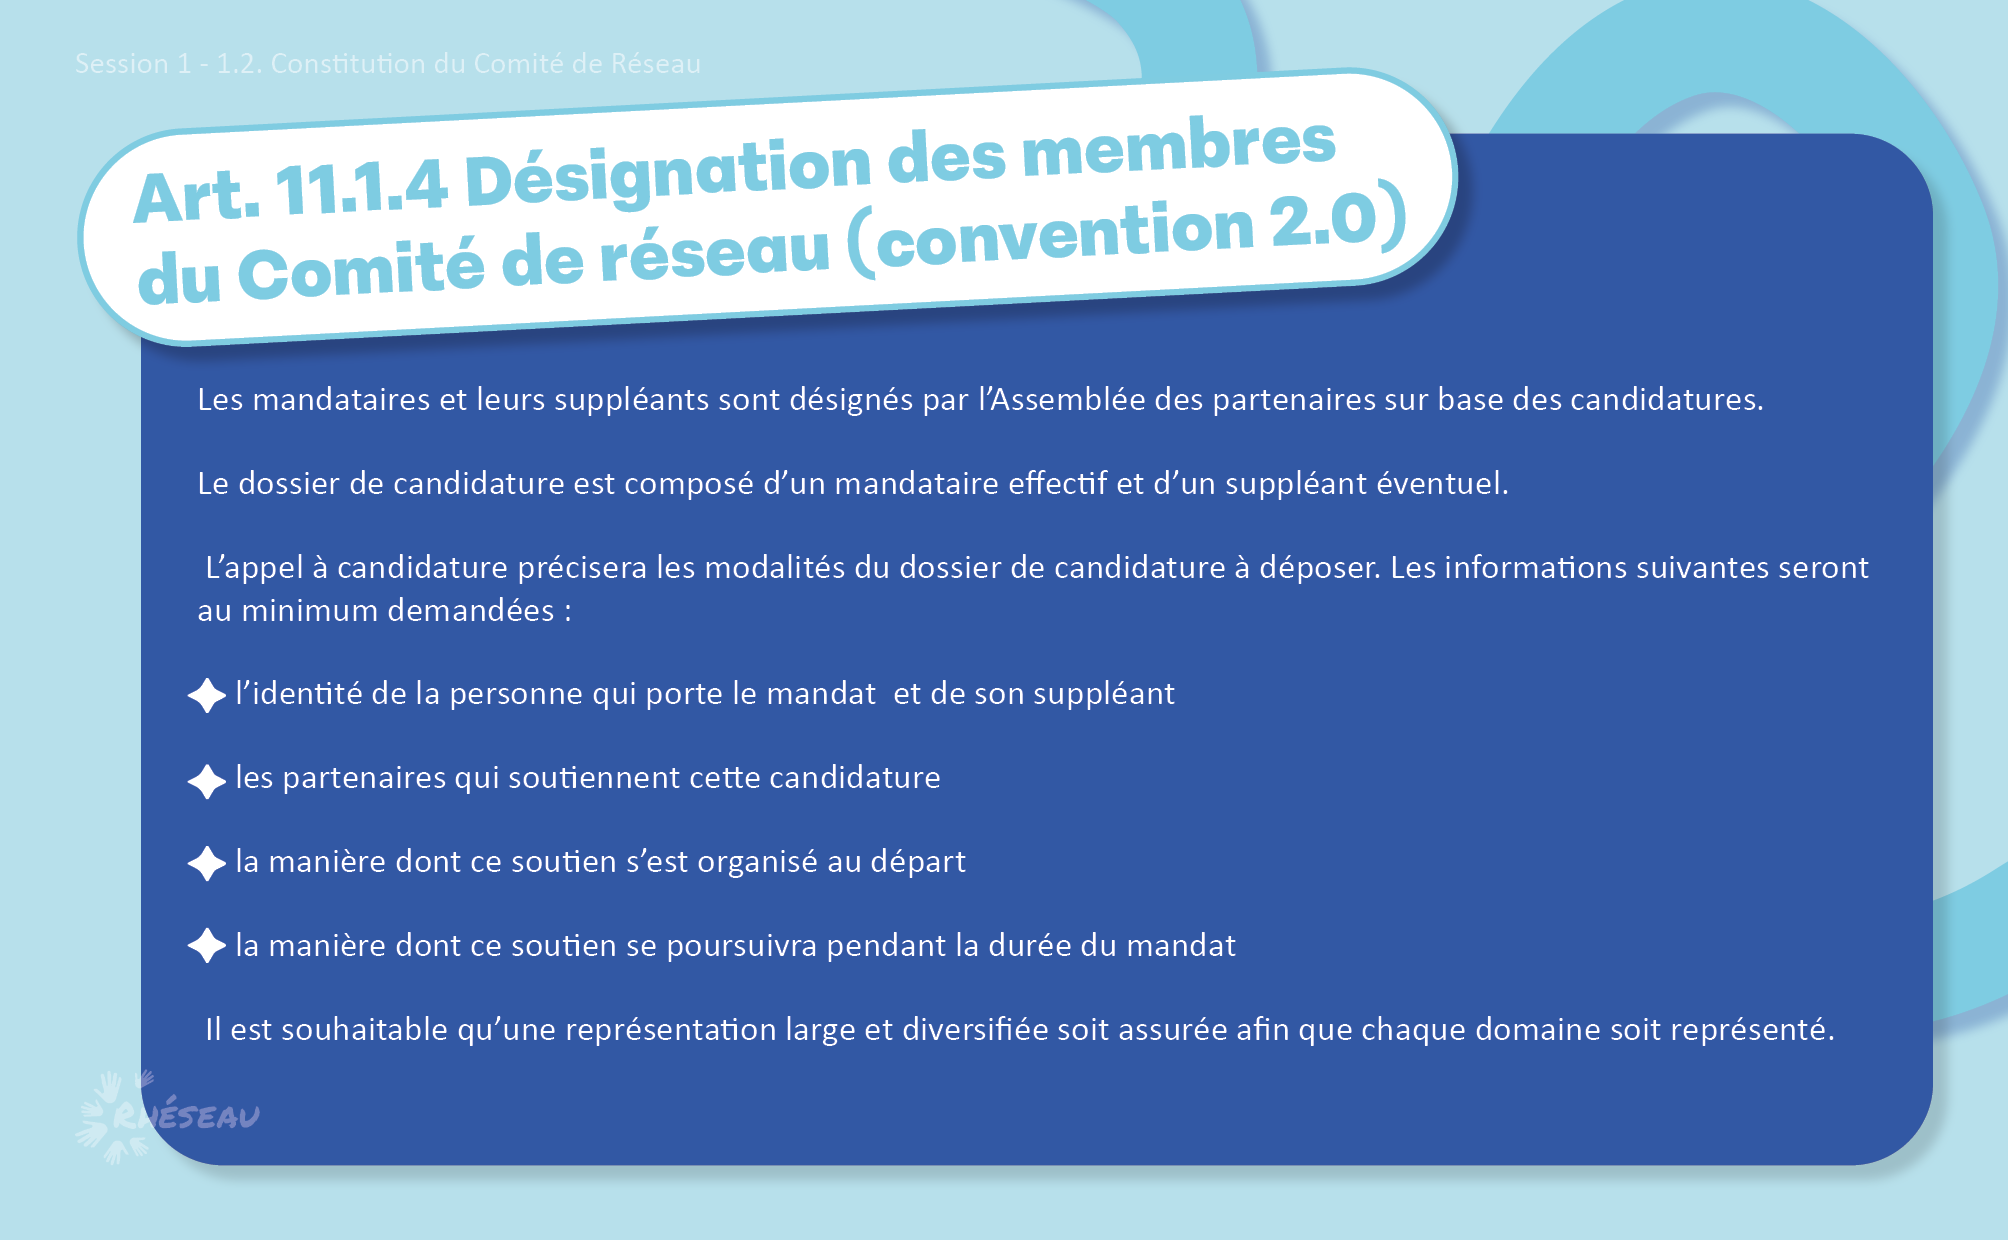 Session 1 - 1.2. Constitution du Comité de Réseau
Art. 11.1.4 Désignation des membres
du Comité de réseau (convention 2.0)
Les mandataires et leurs suppléants sont désignés par l’Assemblée des partenaires sur base des candidatures.
Le dossier de candidature est composé d’un mandataire effectif et d’un suppléant éventuel.
L’appel à candidature précisera les modalités du dossier de candidature à déposer. Les informations suivantes seront
au minimum demandées :
l’identité de la personne qui porte le mandat  et de son suppléant
les partenaires qui soutiennent cette candidature
la manière dont ce soutien s’est organisé au départ
la manière dont ce soutien se poursuivra pendant la durée du mandat
Il est souhaitable qu’une représentation large et diversifiée soit assurée afin que chaque domaine soit représenté.
RHÉSEAU